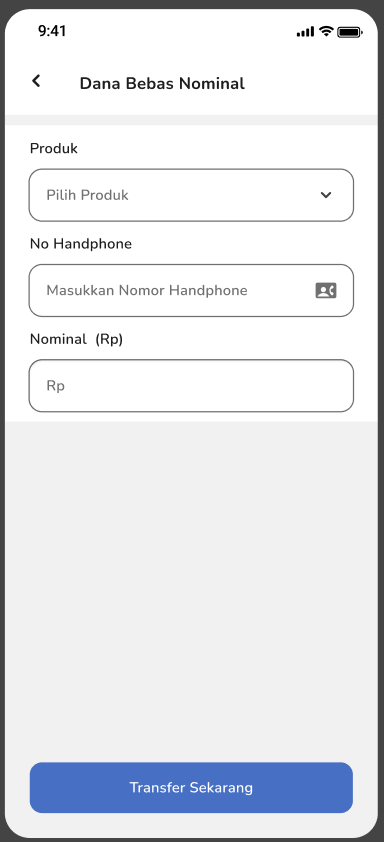 9:41
Dana Bebas Nominal
Produk
Pilih Produk
No Handphone
Masukkan Nomor Handphone
Nominal  (Rp)
Rp
Transfer Sekarang